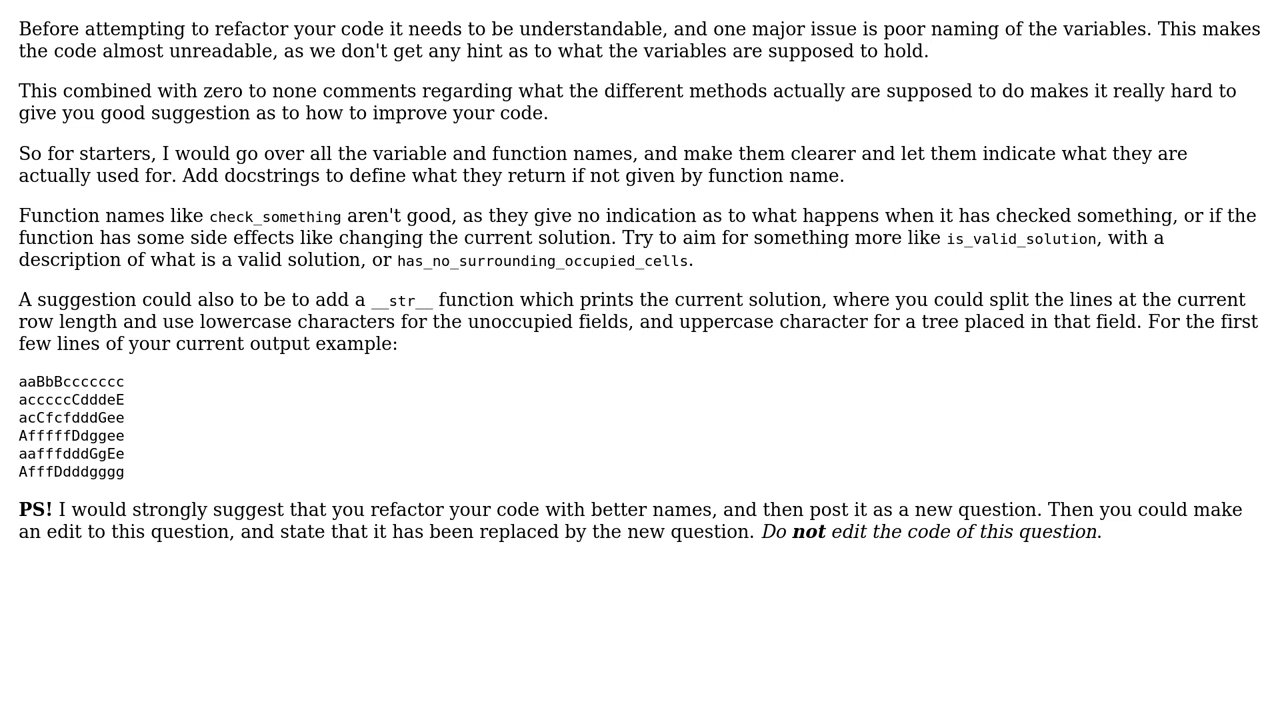 Before attempting to refactor your code it needs to be understandable, and one major issue is poor naming of the variables. This makes
the code almost unreadable, as we don't get any hint as to what the variables are supposed to hold.
This combined with zero to none comments regarding what the different methods actually are supposed to do makes it really hard to
give you good suggestion as to how to improve your code.
So for starters, I would go over all the variable and function names, and make them clearer and let them indicate what they are
actually used for. Add docstrings to define what they return if not given by function name.
Function names like check_something aren't good, as they give no indication as to what happens when it has checked something, or if the
function has some side effects like changing the current solution. Try to aim for something more like is_valid_solution, with a
description of what is a valid solution, or has_no_surrounding_occupied_cells.
A suggestion could also to be to add a __str__ function which prints the current solution, where you could split the lines at the current
row length and use lowercase characters for the unoccupied fields, and uppercase character for a tree placed in that field. For the first
few lines of your current output example:
aaBbBccccccc
acccccCdddeE
acCfcfdddGee
AfffffDdggee
aafffdddGgEe
AfffDdddgggg
PS! I would strongly suggest that you refactor your code with better names, and then post it as a new question. Then you could make
an edit to this question, and state that it has been replaced by the new question. Do not edit the code of this question.